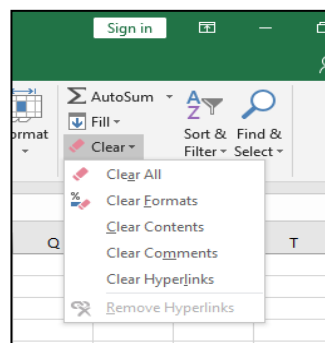 Sign in
AutoSum
Fill
Clear
ormat
Sort & Find &
Filter Select
Clear All
Clear Formats
Clear Contents
Clear Comments
Clear Hyperlinks
Remove Hyperlinks
Q
T